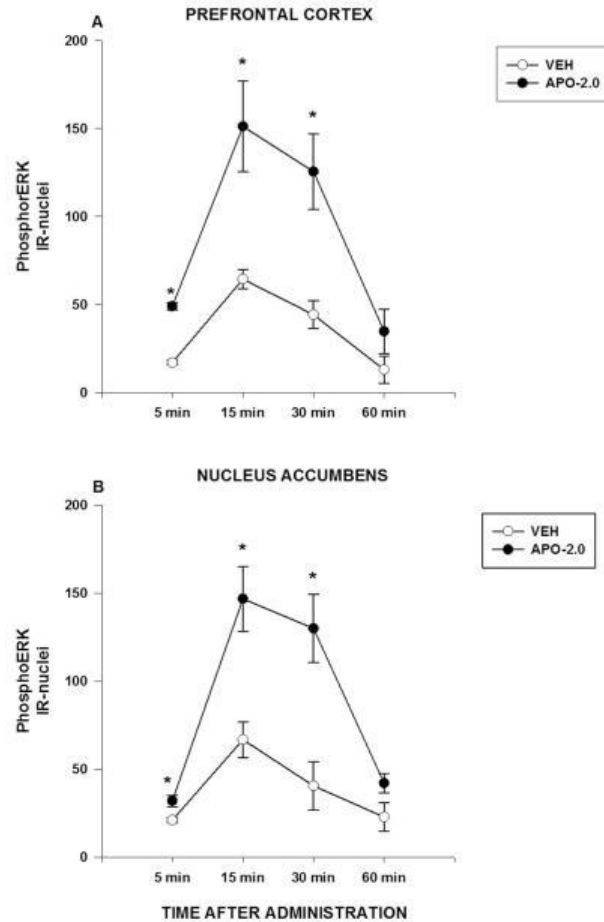 PREFRONTAL CORTEX
A
200
150
100
50
0
PhosphorERK
IR-nuclei
*
*
*
VEH
APO-2.0
5 min
15 min
30 min
60 min
NUCLEUS ACCUMBENS
B
200
150
100
50
0
PhosphoERK
IR-nuclei
*
*
*
VEH
APO-2.0
5 min
15 min
30 min
60 min
TIME AFTER ADMINISTRATION